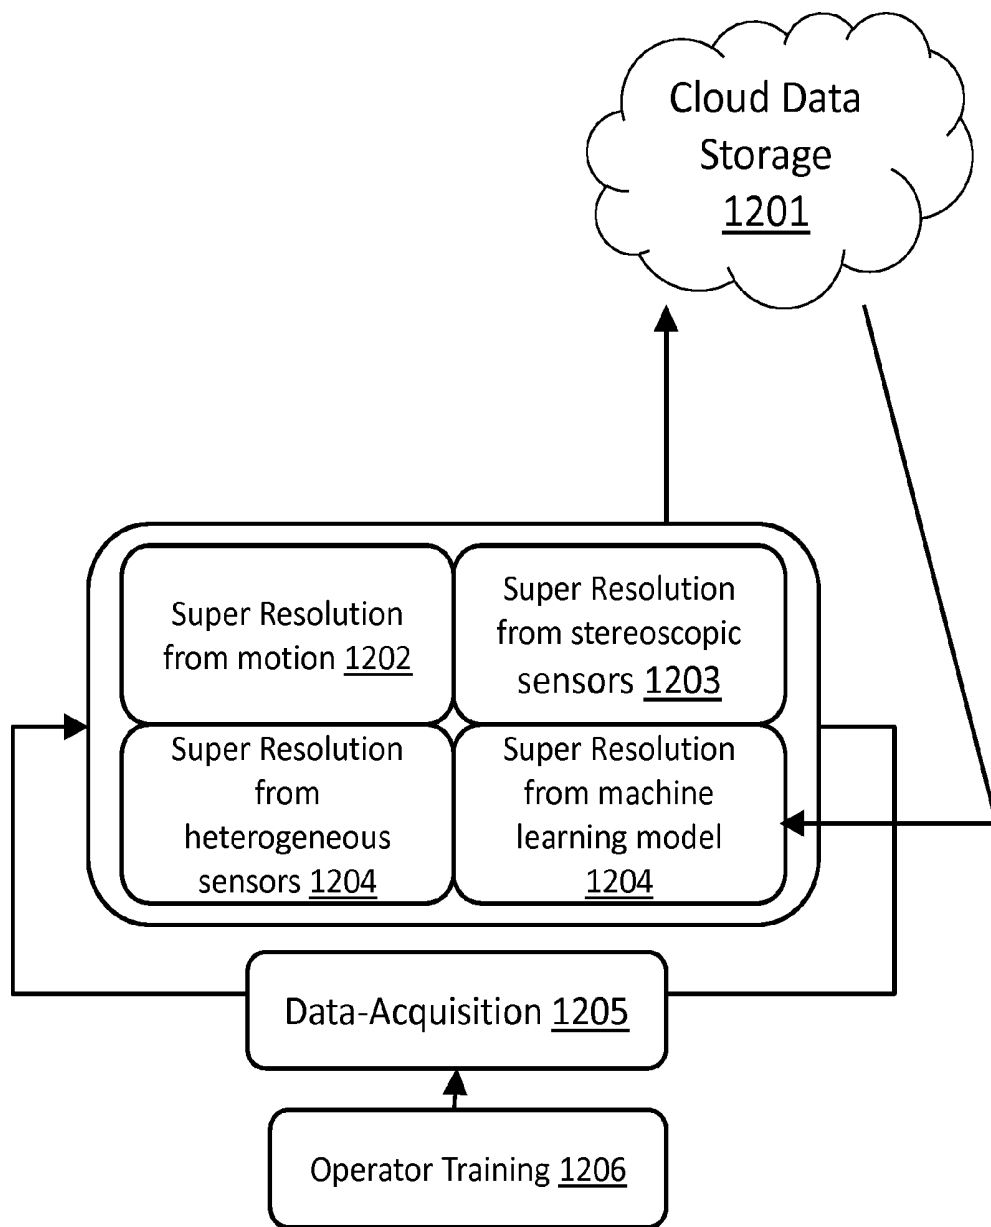 Cloud Data
Storage
1201
Super Resolution
from motion 1202
Super Resolution
from stereoscopic
sensors 1203
Super Resolution
from
heterogeneous
sensors 1204
Super Resolution
from machine
learning model
1204
Data-Acquisition 1205
Operator Training 1206